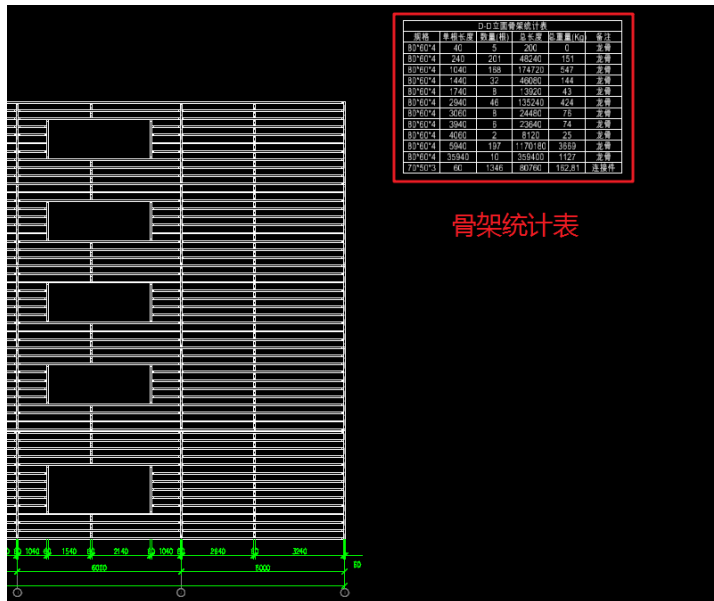 D-D立面骨架统计表
规格 单根长度 数量(根) 总长度 总重量(Kg) 备注
80*60*4 40 5 200 0 龙骨
80*60*4 240 201 48240 151 龙骨
80*60*4 1040 168 174720 547 龙骨
80*60*4 1440 32 46080 144 龙骨
80*60*4 1740 8 13920 43 龙骨
80*60*4 2940 46 135240 424 龙骨
80*60*4 3060 8 24480 76 龙骨
80*60*4 3940 6 23640 74 龙骨
80*60*4 4060 2 8120 25 龙骨
80*60*4 5940 197 1170180 3669 龙骨
80*60*4 35940 10 359400 1127 龙骨
70*50*3 60 1346 80760 162.81 连接件
骨架统计表
1040 1540 2140 1040 2640 3240
60
6000 6000